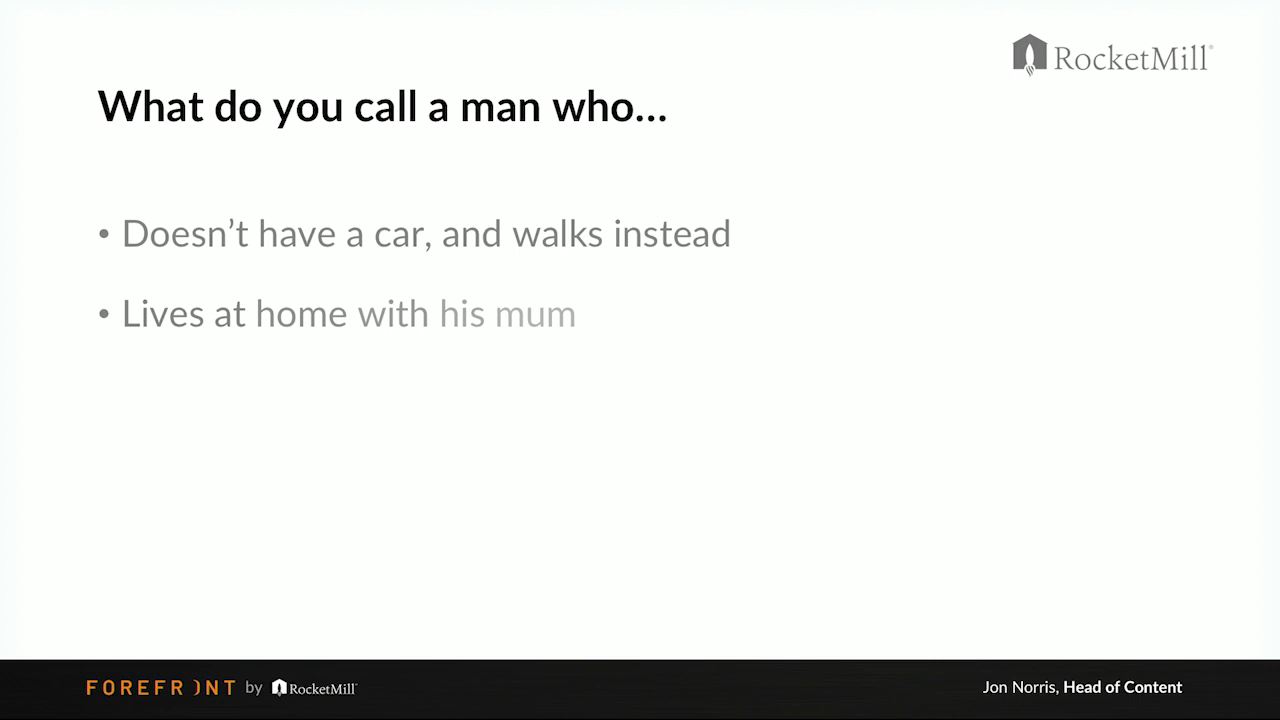 RocketMill®
What do you call a man who...
• Doesn’t have a car, and walks instead
• Lives at home with his mum
FOREFRONT by RocketMill
Jon Norris, Head of Content